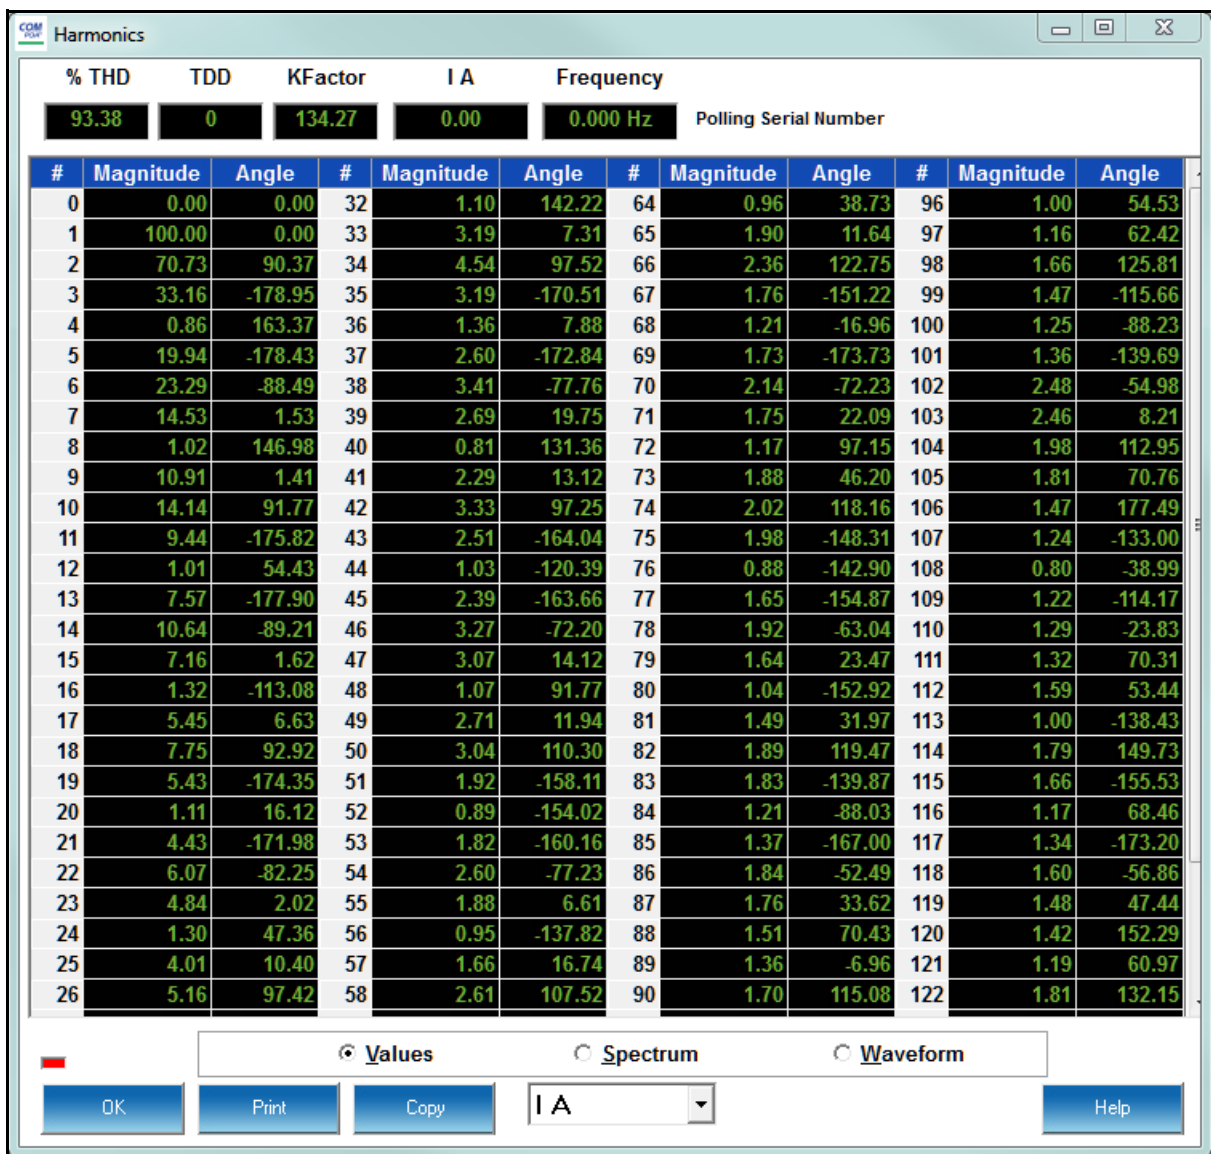 COM
Harmonics
% THD TDD KFactor I A Frequency
93.38 0 134.27 0.00 0.000 Hz Polling Serial Number
# Magnitude Angle # Magnitude Angle # Magnitude Angle # Magnitude Angle
0 0.00 0.00 32 1.10 142.22 64 0.96 38.73 96 1.00 54.53
1 100.00 0.00 33 3.19 7.31 65 1.90 11.64 97 1.16 62.42
2 70.73 90.37 34 4.54 97.52 66 2.36 122.75 98 1.66 125.81
3 33.16 -178.95 35 3.19 -170.51 67 1.76 -151.22 99 1.47 -115.66
4 0.86 163.37 36 1.36 7.88 68 1.21 -16.96 100 1.25 -88.23
5 19.94 -178.43 37 2.60 -172.84 69 1.73 -173.73 101 1.36 -139.69
6 23.29 -88.49 38 3.41 -77.76 70 2.14 -72.23 102 2.48 -54.98
7 14.53 1.53 39 2.69 19.75 71 1.75 22.09 103 2.46 8.21
8 1.02 146.98 40 0.81 131.36 72 1.17 97.15 104 1.98 112.95
9 10.91 1.41 41 2.29 13.12 73 1.88 46.20 105 1.81 70.76
10 14.14 91.77 42 3.33 97.25 74 2.02 118.16 106 1.47 177.49
11 9.44 -175.82 43 2.51 -164.04 75 1.98 -148.31 107 1.24 -133.00
12 1.01 54.43 44 1.03 -120.39 76 0.88 -142.90 108 0.80 -38.99
13 7.57 -177.90 45 2.39 -163.66 77 1.65 -154.87 109 1.22 -114.17
14 10.64 -89.21 46 3.27 -72.20 78 1.92 -63.04 110 1.29 -23.83
15 7.16 1.62 47 3.07 14.12 79 1.64 23.47 111 1.32 70.31
16 1.32 -113.08 48 1.07 91.77 80 1.04 -152.92 112 1.59 53.44
17 5.45 6.63 49 2.71 11.94 81 1.49 31.97 113 1.00 -138.43
18 7.75 92.92 50 3.04 110.30 82 1.89 119.47 114 1.79 149.73
19 5.43 -174.35 51 1.92 -158.11 83 1.83 -139.87 115 1.66 -155.53
20 1.11 16.12 52 0.89 -154.02 84 1.21 -88.03 116 1.17 68.46
21 4.43 -171.98 53 1.82 -160.16 85 1.37 -167.00 117 1.34 -173.20
22 6.07 -82.25 54 2.60 -77.23 86 1.84 -52.49 118 1.60 -56.86
23 4.84 2.02 55 1.88 6.61 87 1.76 33.62 119 1.48 47.44
24 1.30 47.36 56 0.95 -137.82 88 1.51 70.43 120 1.42 152.29
25 4.01 10.40 57 1.66 16.74 89 1.36 -6.96 121 1.19 60.97
26 5.16 97.42 58 2.61 107.52 90 1.70 115.08 122 1.81 132.15
Values Spectrum Waveform
OK Print Copy I A Help